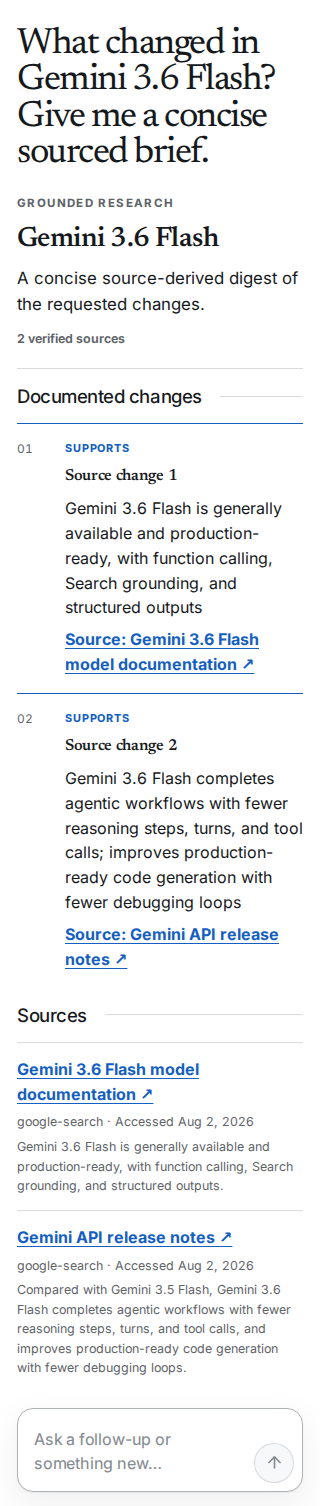 What changed in
Gemini 3.6 Flash?
Give me a concise
sourced brief.
GROUNDED RESEARCH
Gemini 3.6 Flash
A concise source-derived digest of
the requested changes.
2 verified sources
Documented changes
01
SUPPORTS
Source change 1
Gemini 3.6 Flash is generally
available and production-
ready, with function calling,
Search grounding, and
structured outputs
Source: Gemini 3.6 Flash
model documentation ↗
02
SUPPORTS
Source change 2
Gemini 3.6 Flash completes
agentic workflows with fewer
reasoning steps, turns, and tool
calls; improves production-
ready code generation with
fewer debugging loops
Source: Gemini API release
notes ↗
Sources
Gemini 3.6 Flash model
documentation ↗
google-search · Accessed Aug 2, 2026
Gemini 3.6 Flash is generally available and
production-ready, with function calling, Search
grounding, and structured outputs.
Gemini API release notes ↗
google-search · Accessed Aug 2, 2026
Compared with Gemini 3.5 Flash, Gemini 3.6
Flash completes agentic workflows with fewer
reasoning steps, turns, and tool calls, and
improves production-ready code generation
with fewer debugging loops.
Ask a follow-up or
something new...